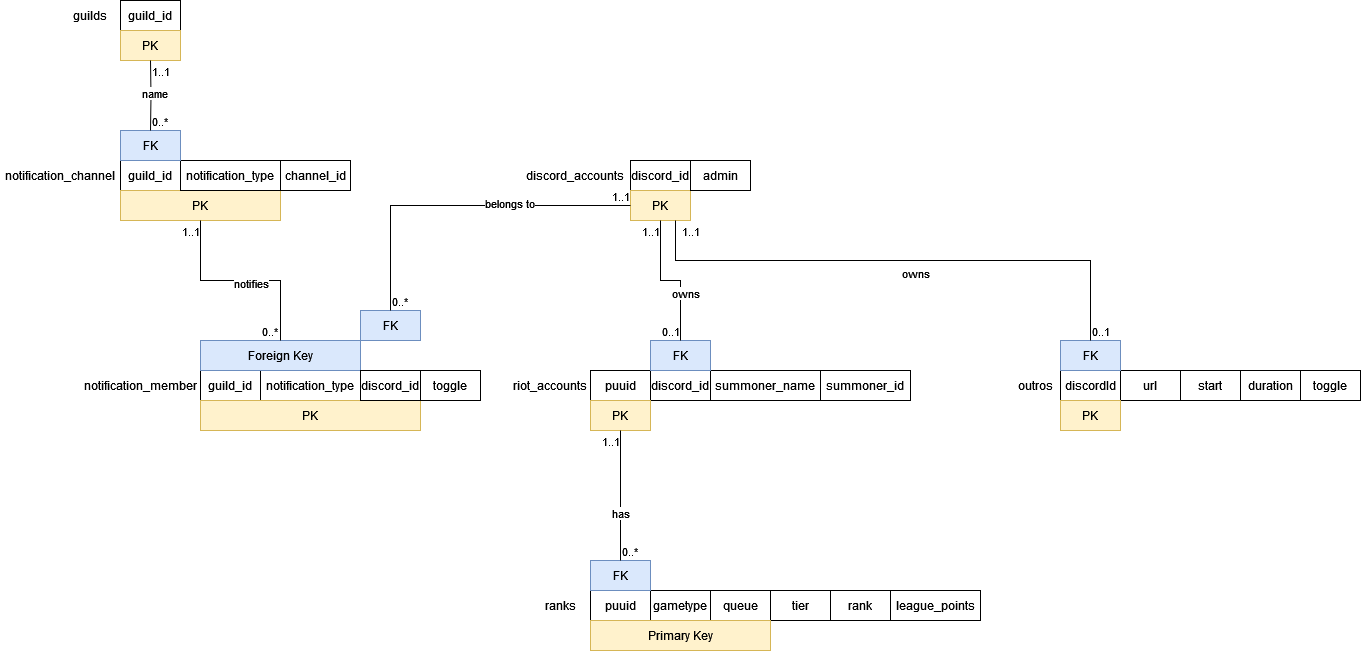 guilds guild_id
PK
1..1
name
0..*
FK
notification_channel guild_id notification_type channel_id
PK
1..1
notifies
0..*
discord_accounts discord_id admin
PK
1..1
belongs to
0..*
FK
1..1
owns
0..1
1..1
owns
0..1
Foreign Key
notification_member guild_id notification_type discord_id toggle
PK
FK
riot_accounts puuid discord_id summoner_name summoner_id
PK
FK
outros discordId url start duration toggle
PK
1..1
has
0..*
FK
ranks puuid gametype queue tier rank league_points
Primary Key